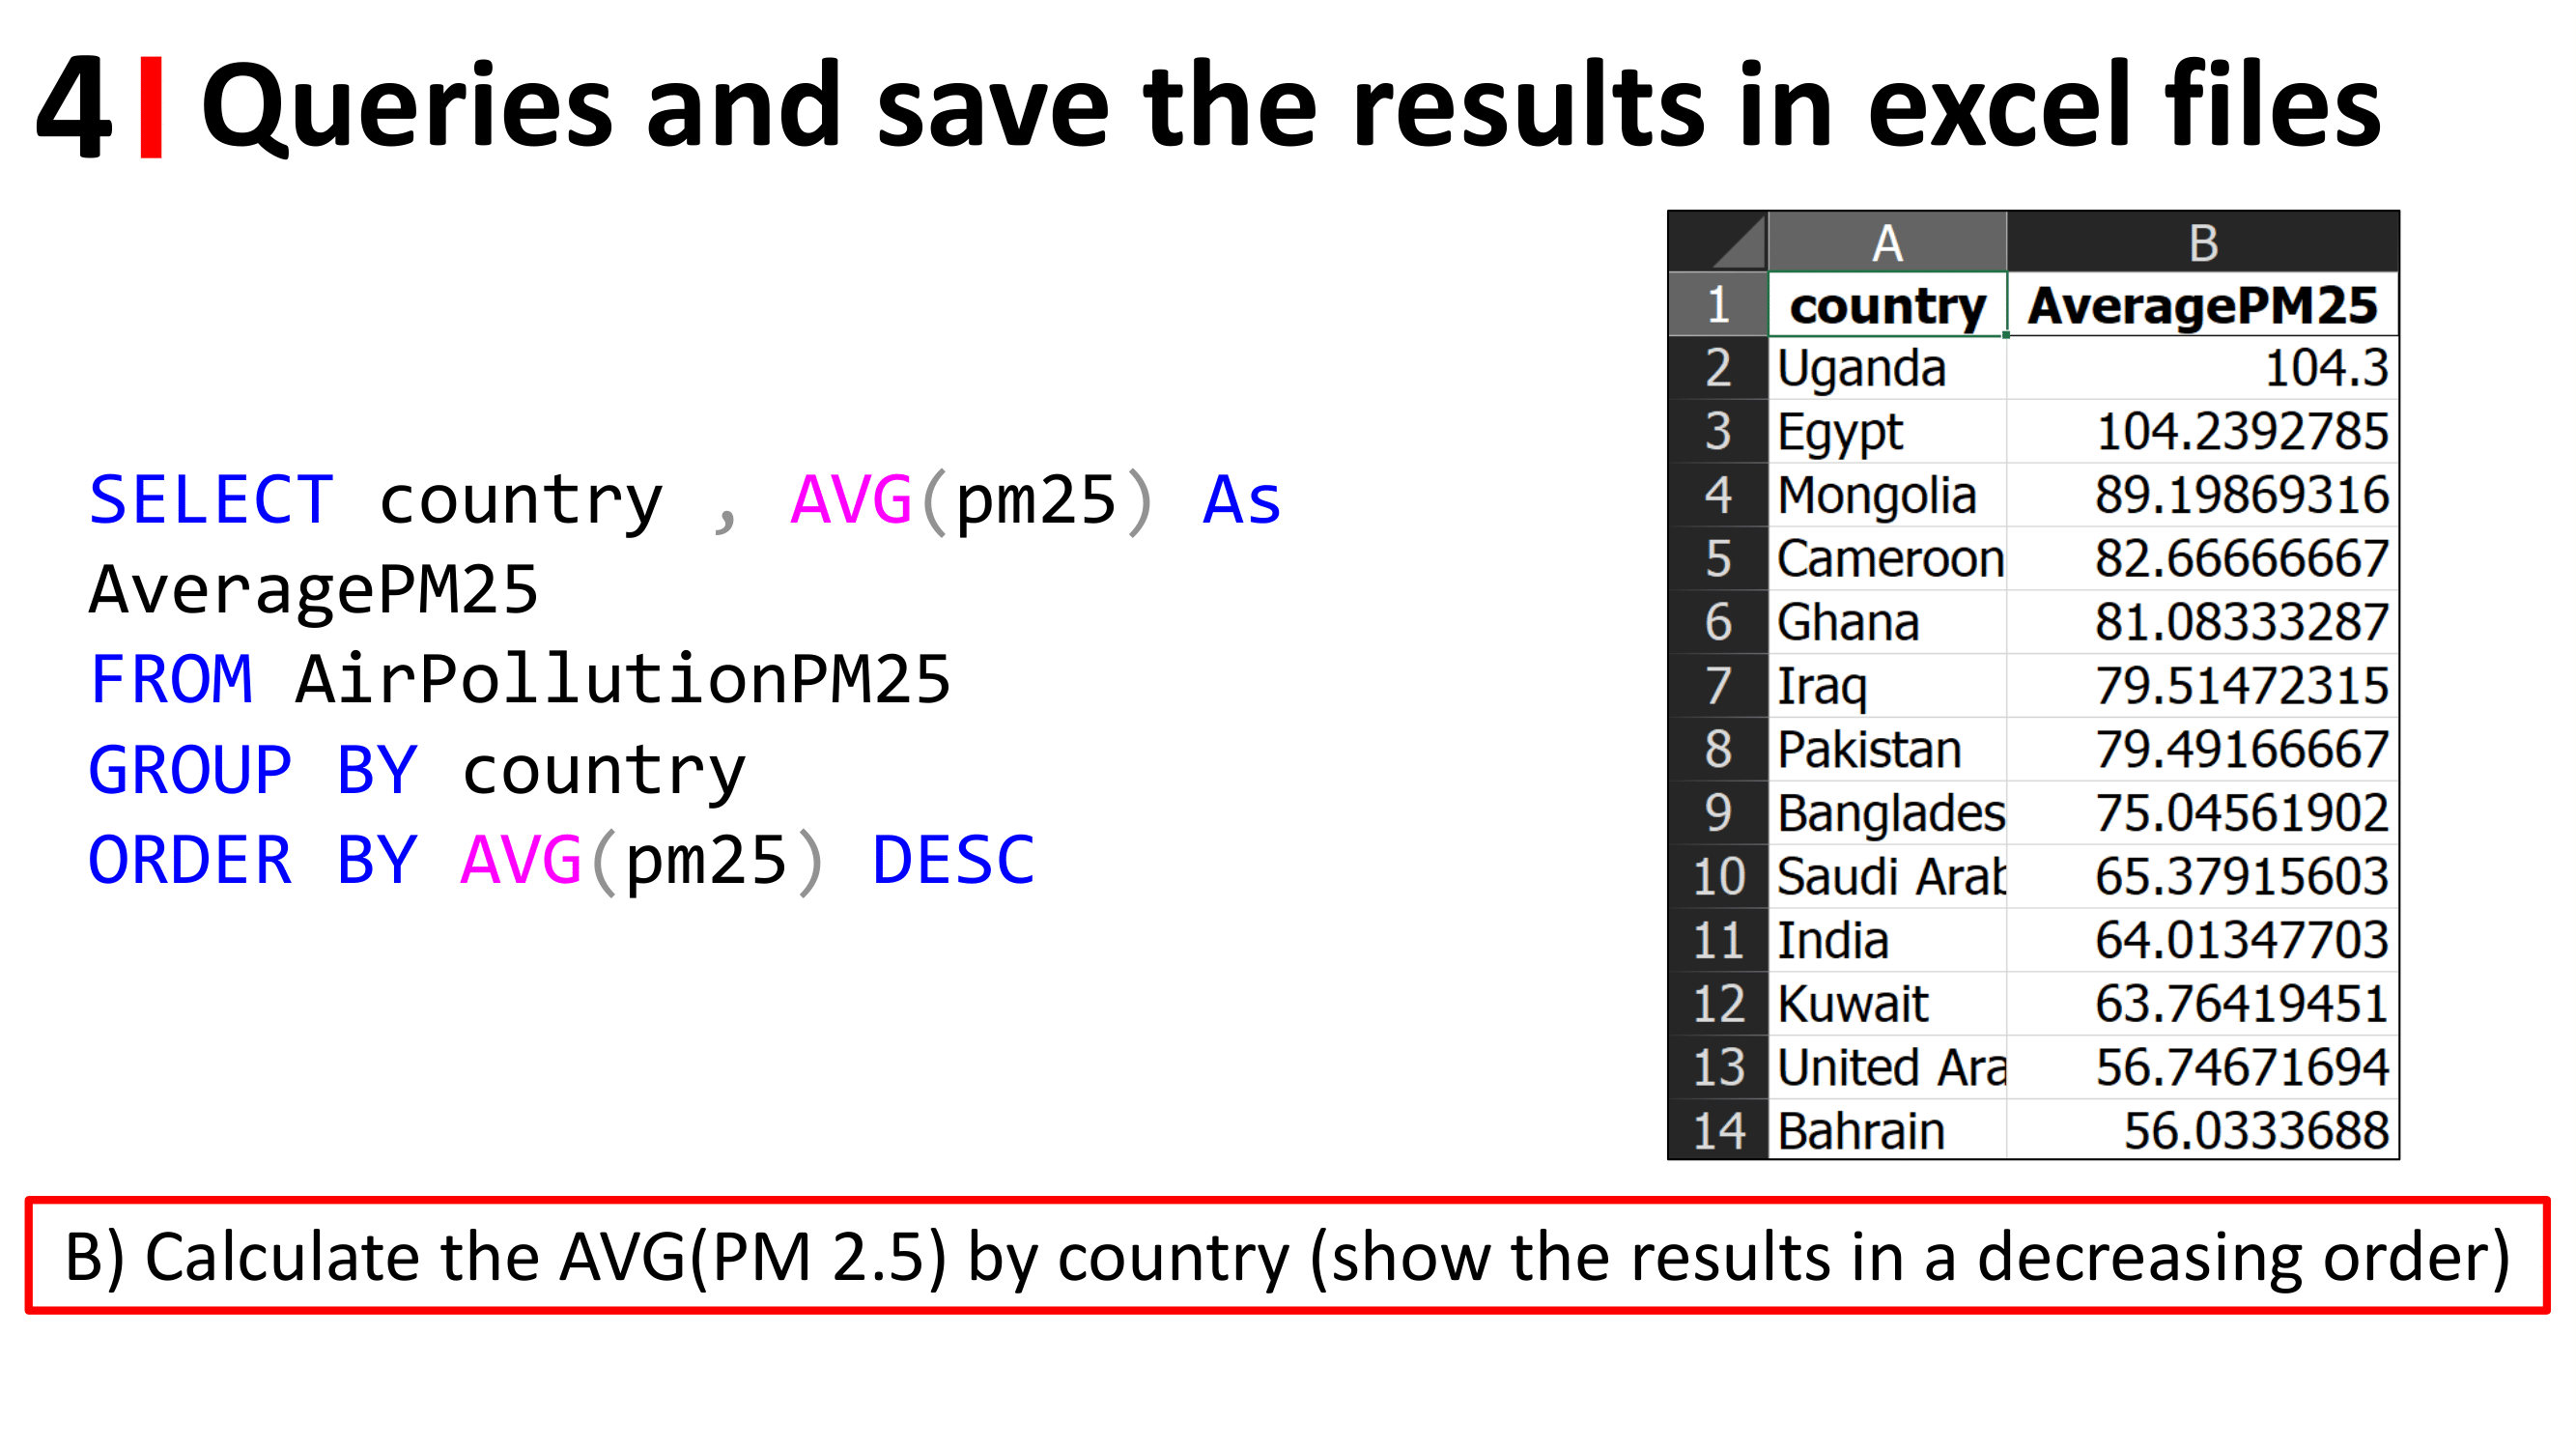 4 Queries and save the results in excel files
SELECT country , AVG(pm25) As
AveragePM25
FROM AirPollutionPM25
GROUP BY country
ORDER BY AVG(pm25) DESC
A B
1 country AveragePM25
2 Uganda 104.3
3 Egypt 104.2392785
4 Mongolia 89.19869316
5 Cameroon 82.66666667
6 Ghana 81.08333287
7 Iraq 79.51472315
8 Pakistan 79.49166667
9 Banglades 75.04561902
10 Saudi Arab 65.37915603
11 India 64.01347703
12 Kuwait 63.76419451
13 United Ara 56.74671694
14 Bahrain 56.0333688
B) Calculate the AVG(PM 2.5) by country (show the results in a decreasing order)